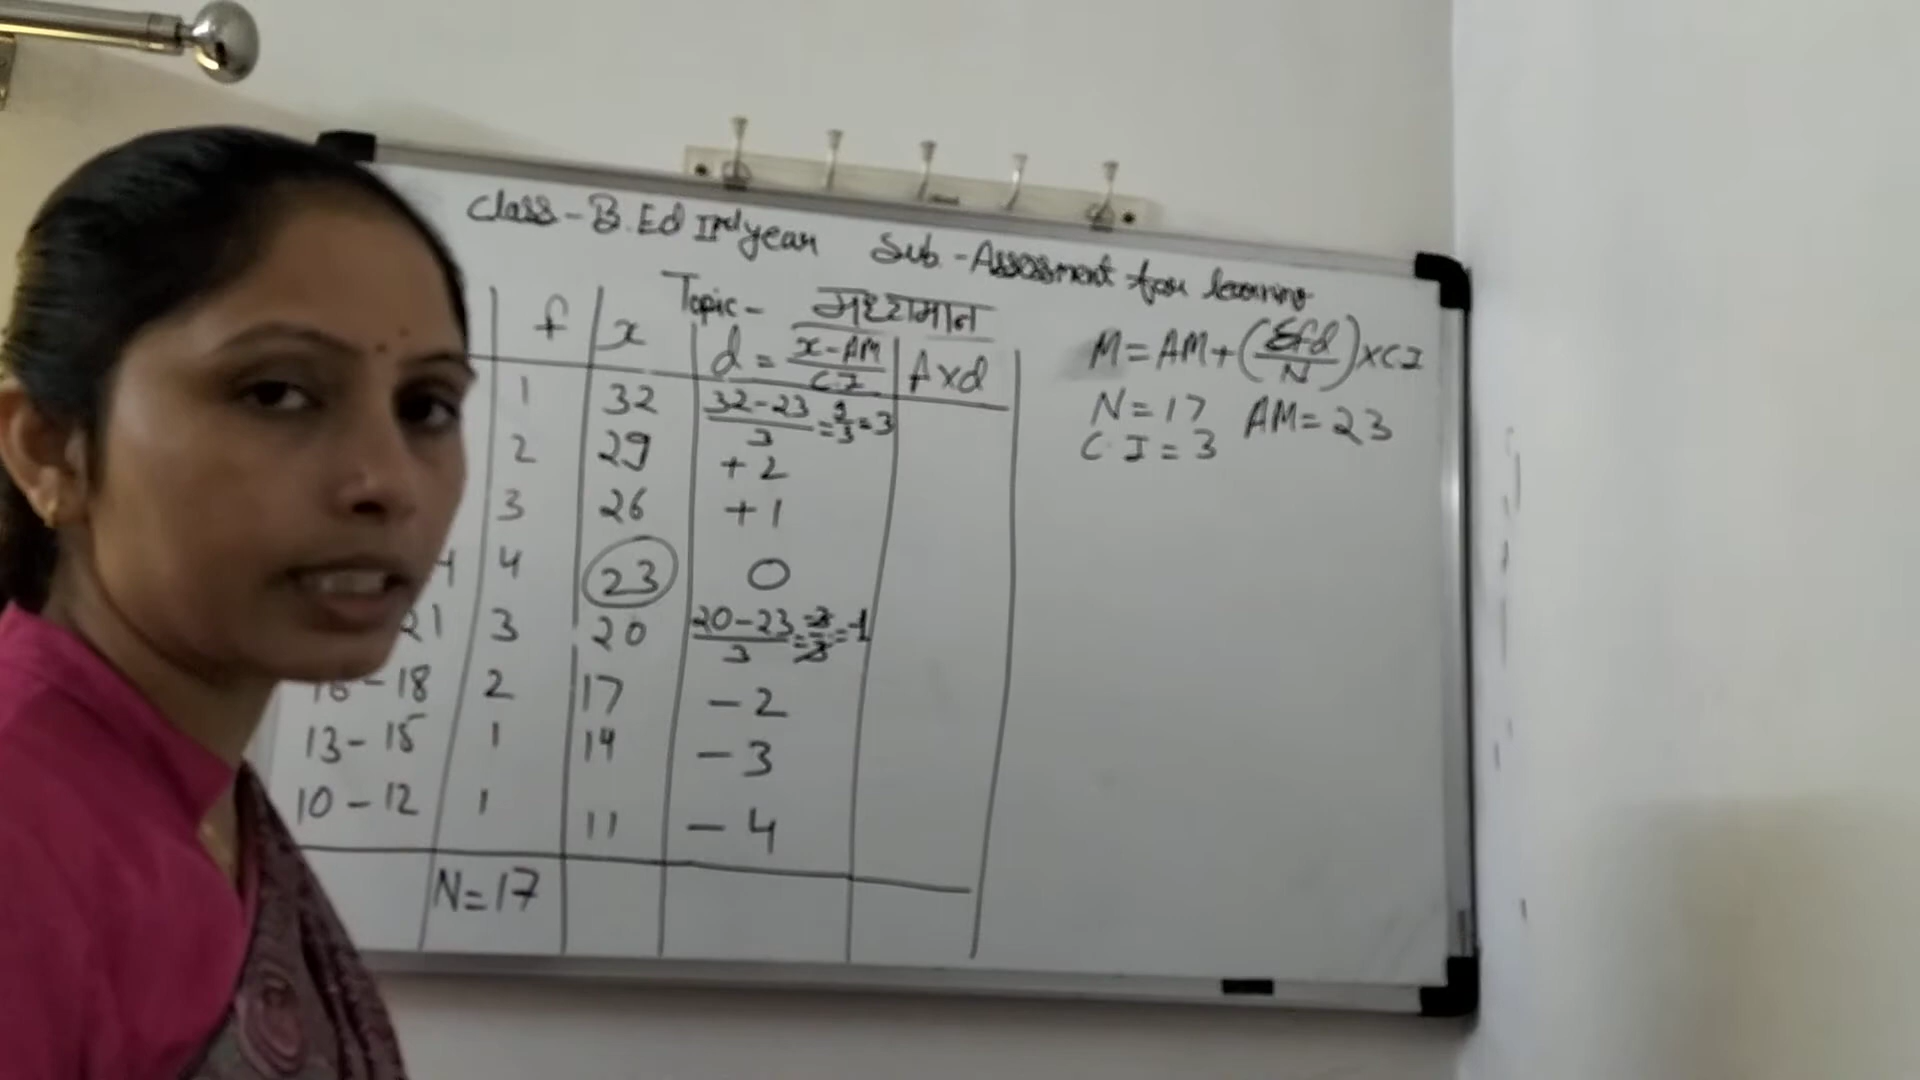 Class - B.Ed IInd year Sub. - Assessment for learning
Topic - मध्यमान
f x d = x-AM/C.I f x d
1 32 32-23/3 = 9/3 = 3
2 29 +2
3 26 +1
4 4 23 0
21 3 20 20-23/3 = -3/3 = -1
16-18 2 17 -2
13-15 1 14 -3
10-12 1 11 -4
N=17
M = AM + (Σfd/N) x C I
N = 17 AM = 23
C.I = 3